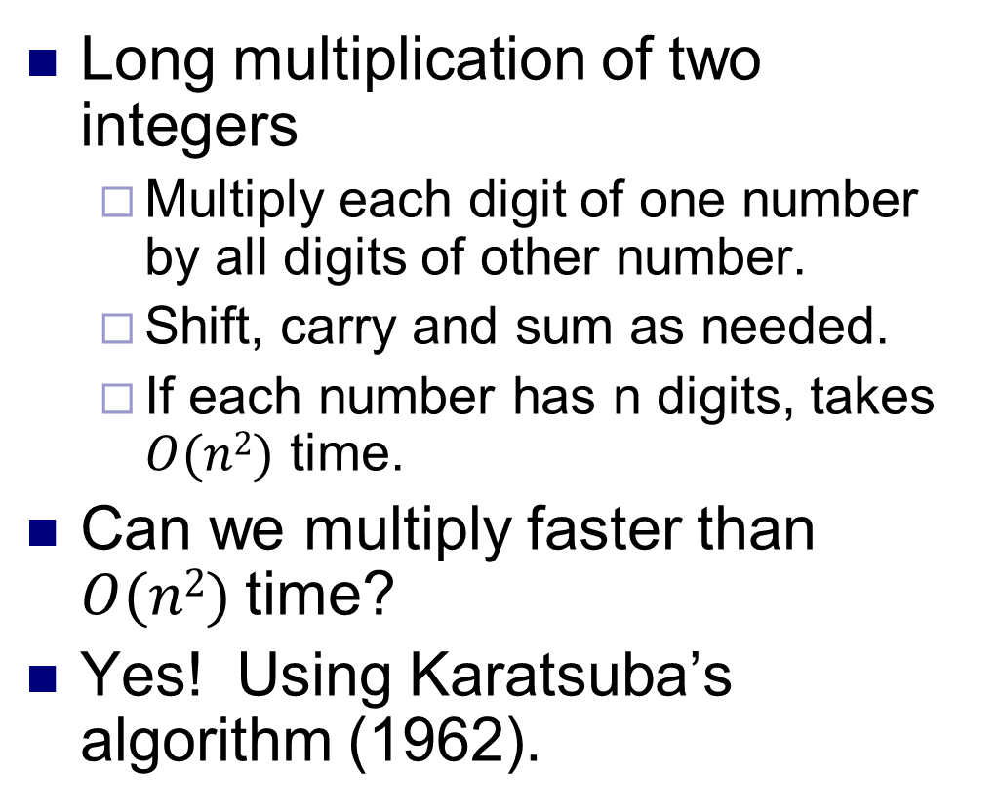 Long multiplication of two
integers
Multiply each digit of one number
by all digits of other number.
Shift, carry and sum as needed.
If each number has n digits, takes
𝑂(𝑛²) time.
Can we multiply faster than
𝑂(𝑛²) time?
Yes!  Using Karatsuba’s
algorithm (1962).